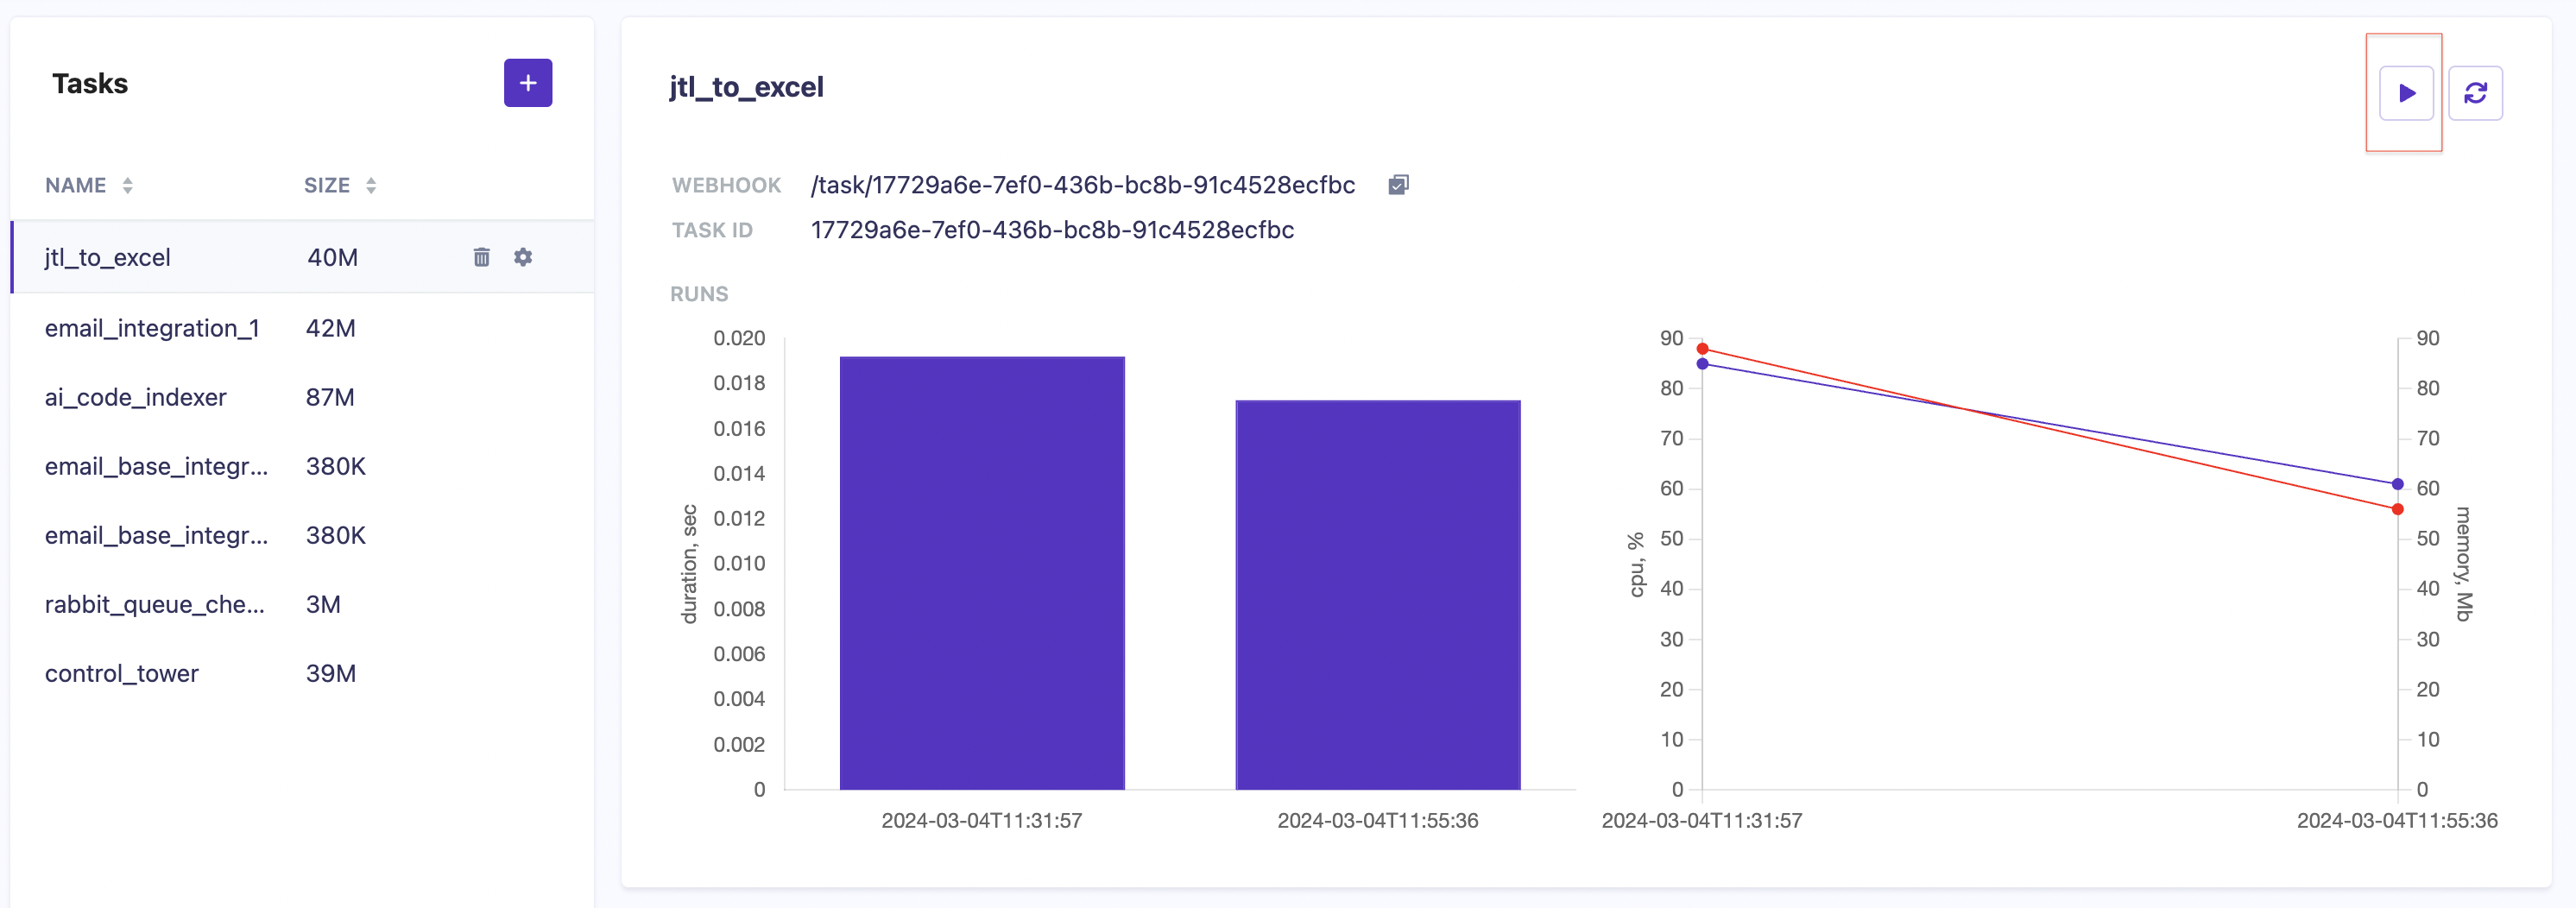 Tasks
NAME SIZE
jtl_to_excel 40M
email_integration_1 42M
ai_code_indexer 87M
email_base_integr... 380K
email_base_integr... 380K
rabbit_queue_che... 3M
control_tower 39M
jtl_to_excel
WEBHOOK /task/17729a6e-7ef0-436b-bc8b-91c4528ecfbc
TASK ID 17729a6e-7ef0-436b-bc8b-91c4528ecfbc
RUNS
duration, sec
0.020
0.018
0.016
0.014
0.012
0.010
0.008
0.006
0.004
0.002
0
2024-03-04T11:31:57 2024-03-04T11:55:36
cpu, %
90
80
70
60
50
40
30
20
10
0
90
80
70
60
50
40
30
20
10
0
memory, Mb
2024-03-04T11:31:57 2024-03-04T11:55:36